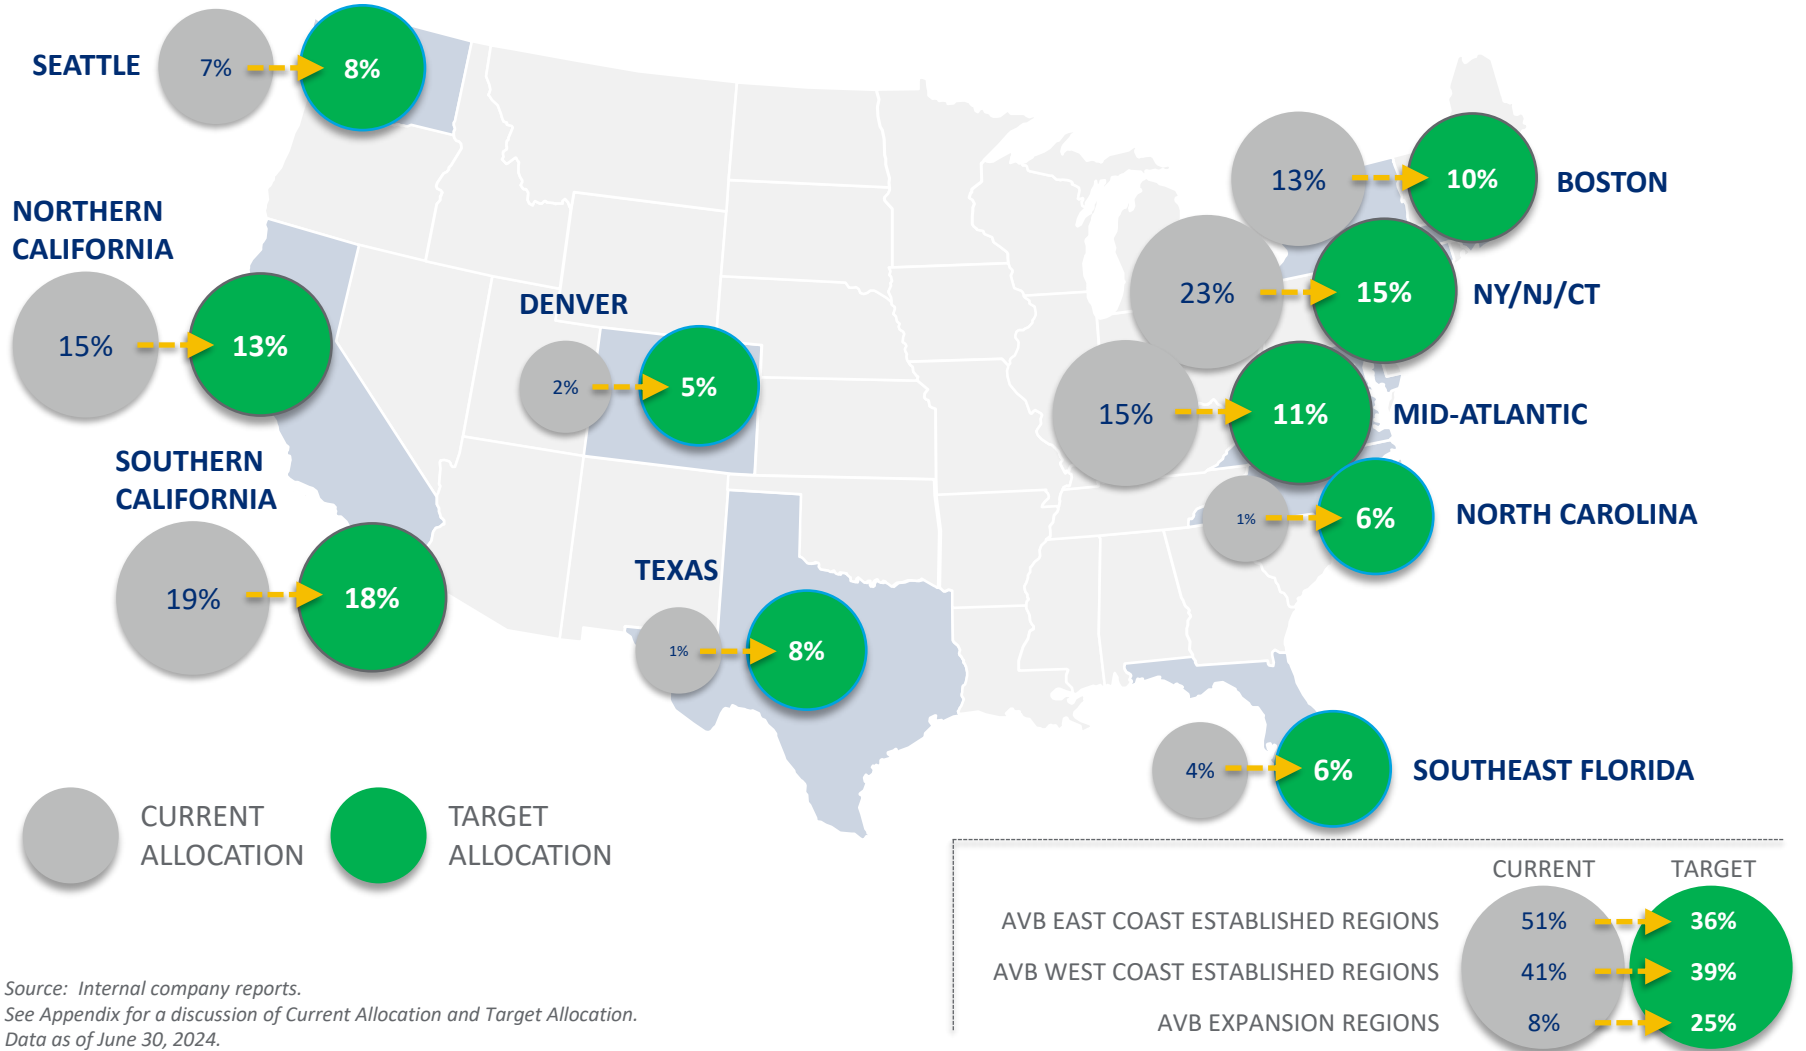 SEATTLE
7%
8%
NORTHERN
CALIFORNIA
15%
13%
SOUTHERN
CALIFORNIA
19%
18%
DENVER
2%
5%
TEXAS
1%
8%
13%
10%
BOSTON
23%
15%
NY/NJ/CT
15%
11%
MID-ATLANTIC
1%
6%
NORTH CAROLINA
4%
6%
SOUTHEAST FLORIDA
CURRENT
ALLOCATION
TARGET
ALLOCATION
CURRENT TARGET
AVB EAST COAST ESTABLISHED REGIONS 51% 36%
AVB WEST COAST ESTABLISHED REGIONS 41% 39%
AVB EXPANSION REGIONS 8% 25%
Source: Internal company reports.
See Appendix for a discussion of Current Allocation and Target Allocation.
Data as of June 30, 2024.